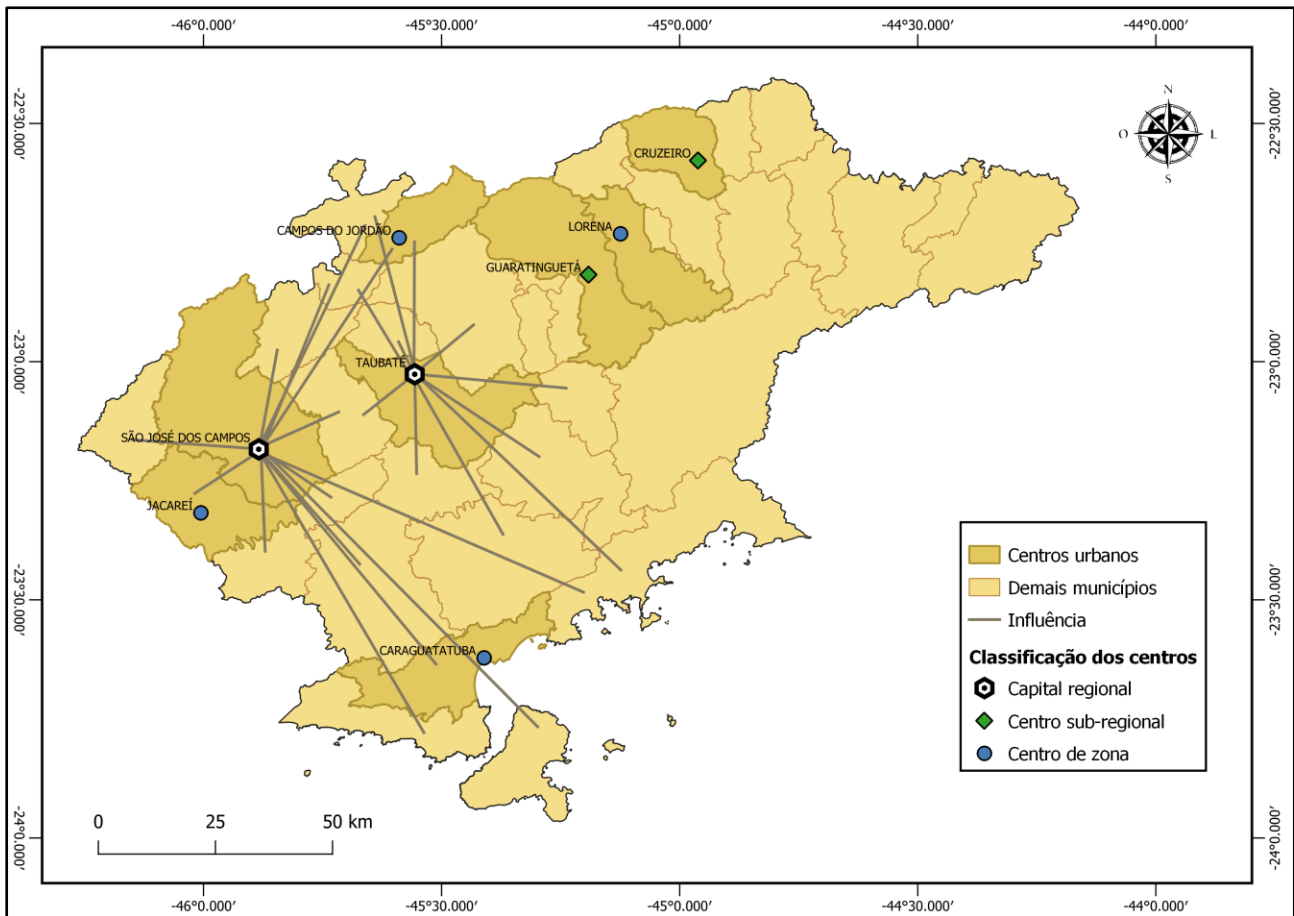 -46°0.000′
-45°30.000′
-45°0.000′
-44°30.000′
-44°0.000′
-22°30.000′
-22°30.000′
N
O
L
S
CRUZEIRO
CAMPOS DO JORDÃO
LORENA
GUARATINGUETÁ
-23°0.000′
-23°0.000′
TAUBATÉ
SÃO JOSÉ DOS CAMPOS
JACAREÍ
-23°30.000′
-23°30.000′
CARAGUATATUBA
Centros urbanos
Demais municípios
Influência
Classificação dos centros
Capital regional
Centro sub-regional
Centro de zona
0 25 50 km
-24°0.000′
-24°0.000′
-46°0.000′
-45°30.000′
-45°0.000′
-44°30.000′
-44°0.000′